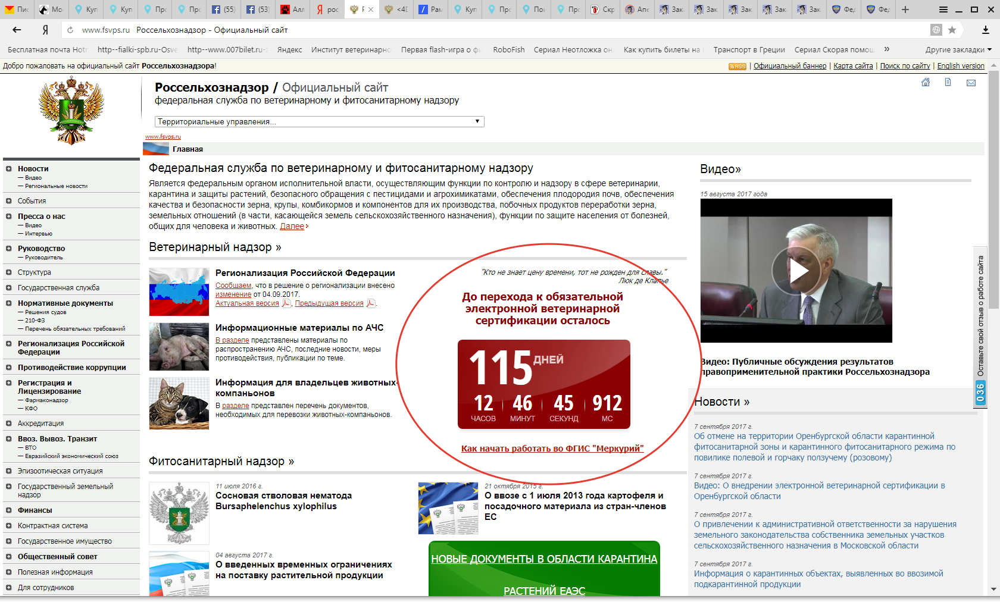 Пис
Мо
Куп
Куп
Про
Про
(55)
(53)
Алл
рос
<4D
Рам
Куп
Про
Пои
Про
Скр
Апе
Зак
Зак
Зак
Зак
Зак
Фед
Фед
www.fsvps.ru Россельхознадзор - Официальный сайт
Бесплатная почта Hotm
http--fialki-spb.ru-Osve
http--www.007bilet.ru-
Яндекс
Институт ветеринарно
Первая flash-игра о фи
RoboFish
Сериал Неотложка он
Как купить билеты на
Транспорт в Греции
Сериал Скорая помощ
»
Другие закладки
Добро пожаловать на официальный сайт Россельхознадзора!
RSS | Официальный баннер | Карта сайта | Поиск по сайту | English version
Россельхознадзор / Официальный сайт
федеральная служба по ветеринарному и фитосанитарному надзору
Территориальные управления...
www.fsvps.ru
Главная
Новости
— Видео
— Региональные новости
События
Пресса о нас
— Видео
— Интервью
Руководство
— Руководитель
Структура
Государственная служба
Нормативные документы
— Решения судов
— 210-ФЗ
— Перечень обязательных требований
Регионализация Российской
Федерации
Противодействие коррупции
Регистрация и
Лицензирование
— Фармаконадзор
— КФО
Аккредитация
Ввоз. Вывоз. Транзит
— ВТО
— Евразийский экономический союз
Эпизоотическая ситуация
Государственный земельный
надзор
Финансы
Контрактная система
Государственное имущество
Общественный совет
Полезная информация
Для сотрудников
Федеральная служба по ветеринарному и фитосанитарному надзору
Является федеральным органом исполнительной власти, осуществляющим функции по контролю и надзору в сфере ветеринарии,
карантина и защиты растений, безопасного обращения с пестицидами и агрохимикатами, обеспечения плодородия почв, обеспечения
качества и безопасности зерна, крупы, комбикормов и компонентов для их производства, побочных продуктов переработки зерна,
земельных отношений (в части, касающейся земель сельскохозяйственного назначения), функции по защите населения от болезней,
общих для человека и животных. Далее
Ветеринарный надзор »
Регионализация Российской Федерации
Сообщаем, что в решение о регионализации внесено
изменение от 04.09.2017.
Актуальная версия , Предыдущая версия .
Информационные материалы по АЧС
В разделе представлены материалы по
распространению АЧС, последние новости, меры
противодействия, публикации по теме.
Информация для владельцев животных-
компаньонов
В разделе представлен перечень документов,
необходимых для перевозки животных-компаньонов.
"Кто не знает цену времени, тот не рожден для славы."
Люк де Клапье
До перехода к обязательной
электронной ветеринарной
сертификации осталось
115 ДНЕЙ
12 46 45 912
ЧАСОВ МИНУТ СЕКУНД МС
Как начать работать во ФГИС "Меркурий"
Фитосанитарный надзор »
11 июля 2016 г.
Сосновая стволовая нематода
Bursaphelenchus xylophilus
04 августа 2017 г.
О введенных временных ограничениях
на поставку растительной продукции
21 октября 2015 г.
О ввозе с 1 июля 2013 года картофеля и
посадочного материала из стран-членов
ЕС
НОВЫЕ ДОКУМЕНТЫ В ОБЛАСТИ КАРАНТИНА
РАСТЕНИЙ ЕАЭС
Видео»
15 августа 2017 года
Видео: Публичные обсуждения результатов
правоприменительной практики Россельхознадзора
Новости »
7 сентября 2017 г.
Об отмене на территории Оренбургской области карантинной
фитосанитарной зоны и карантинного фитосанитарного режима по
повилике полевой и горчаку ползучему (розовому)
7 сентября 2017 г.
Видео: О внедрении электронной ветеринарной сертификации в
Оренбургской области
7 сентября 2017 г.
О привлечении к административной ответственности за нарушения
земельного законодательства собственника земельных участков
сельскохозяйственного назначения в Московской области
7 сентября 2017 г.
Информация о карантинных объектах, выявленных во ввозимой
подкарантинной продукции
Оставьте свой отзыв о работе сайта
036